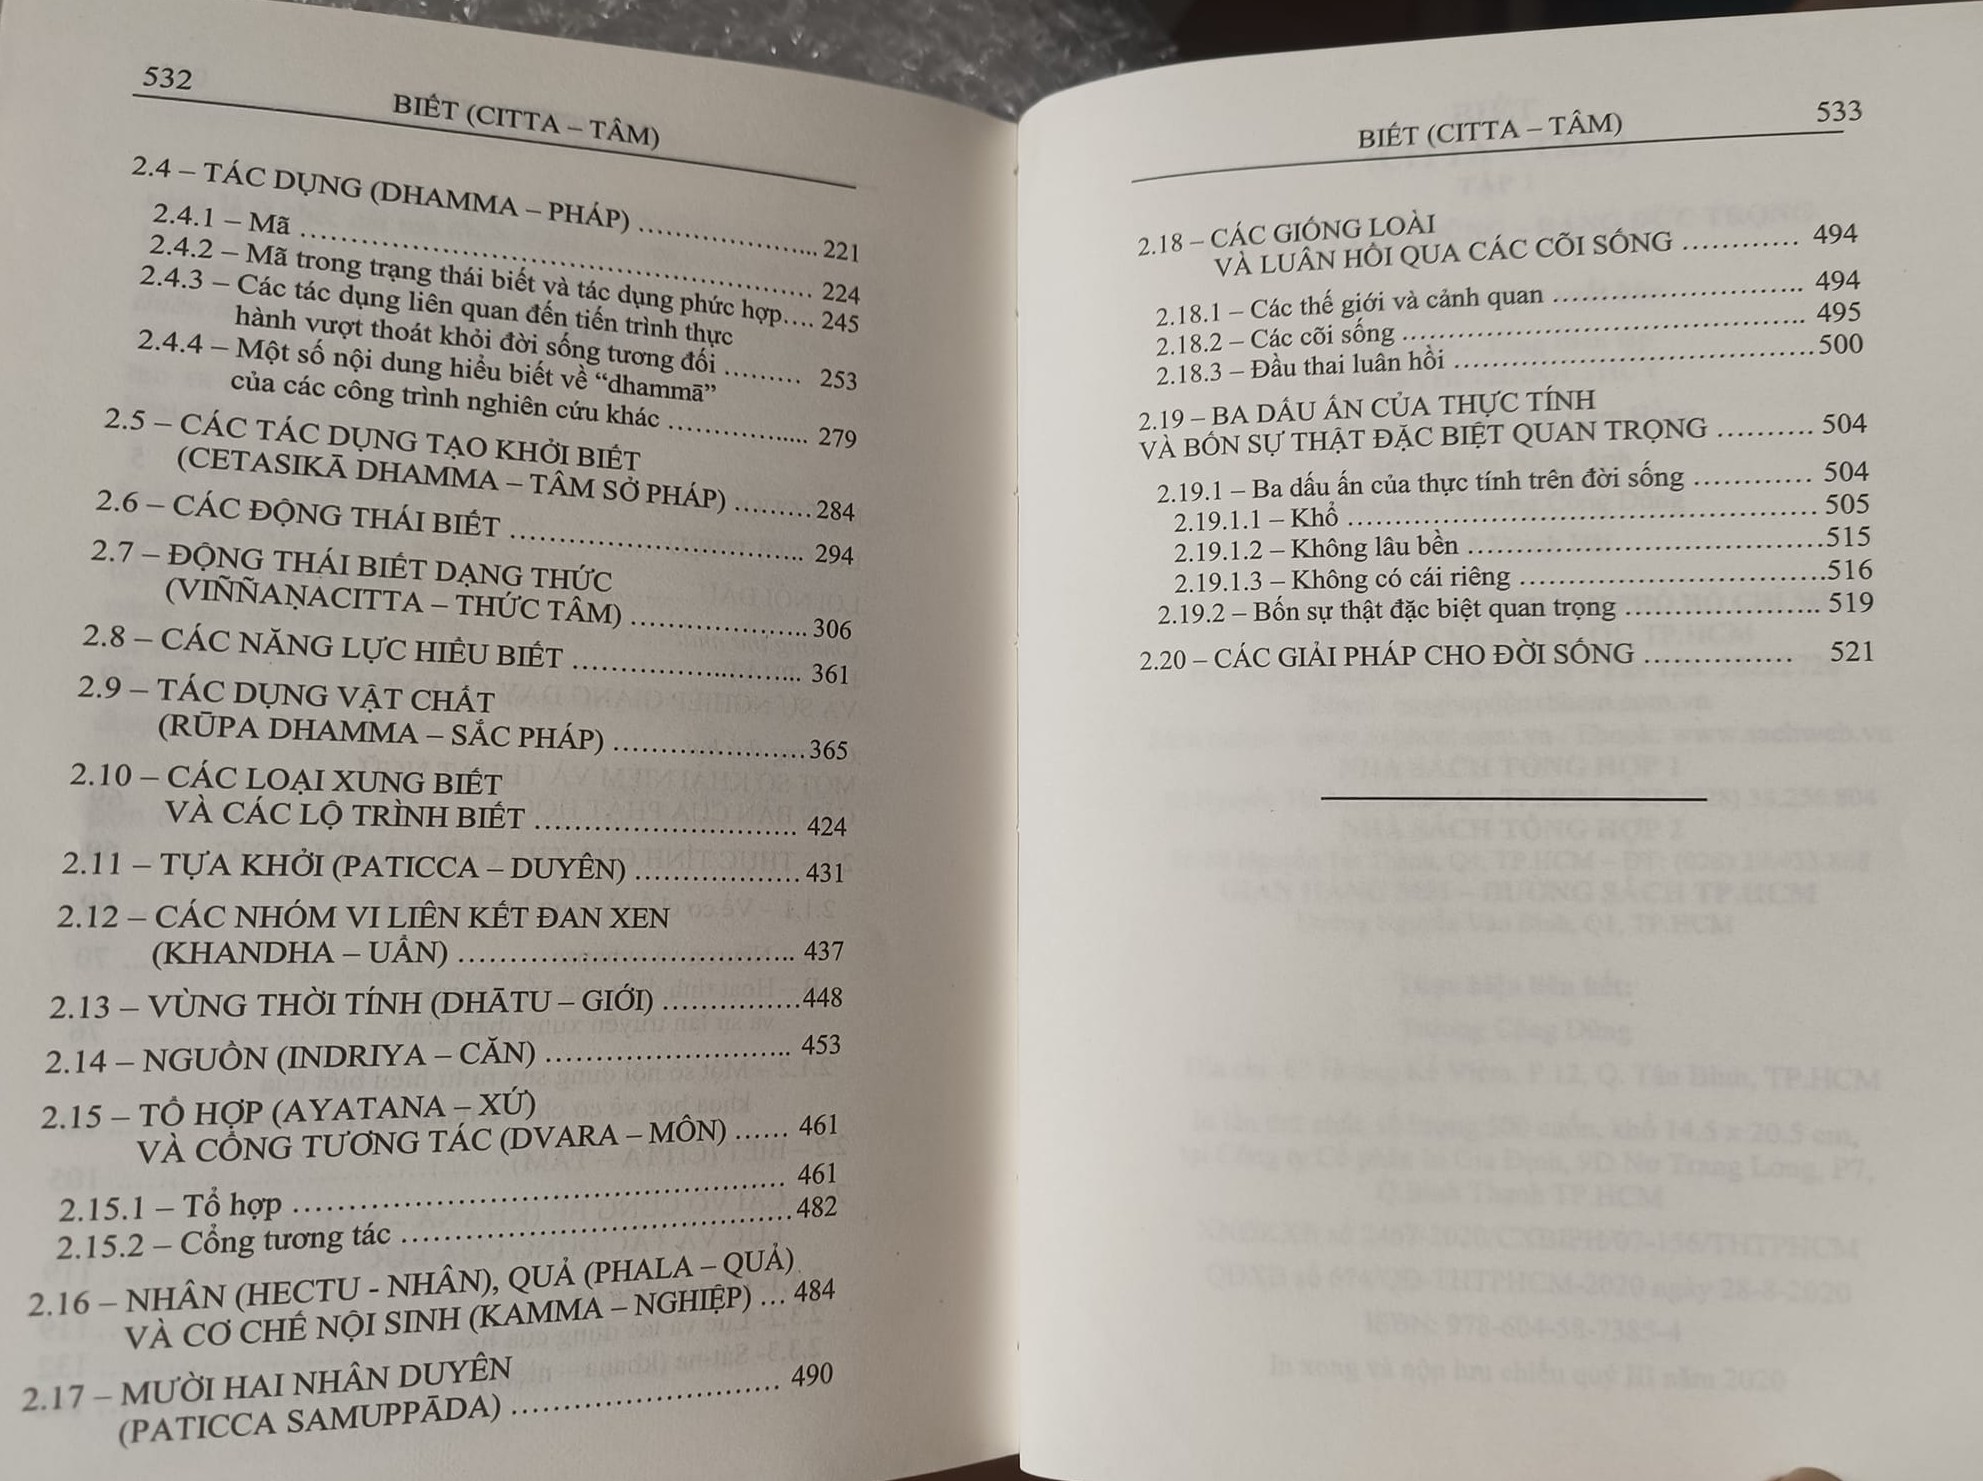 532
BIẾT (CITTA – TÂM)
2.4 – TÁC DỤNG (DHAMMA – PHÁP) ........................ 221
2.4.1 – Mã ........................................................ 224
2.4.2 – Mã trong trạng thái biết và tác dụng phức hợp.... 245
2.4.3 – Các tác dụng liên quan đến tiến trình thực
hành vượt thoát khỏi đời sống tương đối ......... 253
2.4.4 – Một số nội dung hiểu biết về “dhammā”
của các công trình nghiên cứu khác ................. 279
2.5 – CÁC TÁC DỤNG TẠO KHỞI BIẾT
(CETASIKĀ DHAMMA – TÂM SỞ PHÁP) ......... 284
2.6 – CÁC ĐỘNG THÁI BIẾT .................................. 294
2.7 – ĐỘNG THÁI BIẾT DẠNG THỨC
(VIÑÑAṆACITTA – THỨC TÂM) ..................... 306
2.8 – CÁC NĂNG LỰC HIỂU BIẾT ........................... 361
2.9 – TÁC DỤNG VẬT CHẤT
(RŪPA DHAMMA – SẮC PHÁP) ...................... 365
2.10 – CÁC LOẠI XUNG BIẾT
VÀ CÁC LỘ TRÌNH BIẾT .............................. 424
2.11 – TỰA KHỞI (PATICCA – DUYÊN) ................... 431
2.12 – CÁC NHÓM VI LIÊN KẾT ĐAN XEN
(KHANDHA – UẨN) ...................................... 437
2.13 – VÙNG THỜI TÍNH (DHĀTU – GIỚI) ................ 448
2.14 – NGUỒN (INDRIYA – CĂN) ............................ 453
2.15 – TỔ HỢP (AYATANA – XỨ)
VÀ CỔNG TƯƠNG TÁC (DVARA – MÔN) ...... 461
2.15.1 – Tổ hợp .................................................. 461
2.15.2 – Cổng tương tác ........................................ 482
2.16 – NHÂN (HECTU - NHÂN), QUẢ (PHALA – QUẢ)
VÀ CƠ CHẾ NỘI SINH (KAMMA – NGHIỆP) ... 484
2.17 – MƯỜI HAI NHÂN DUYÊN
(PATICCA SAMUPPĀDA) .............................. 490
533
BIẾT (CITTA – TÂM)
2.18 – CÁC GIỐNG LOÀI
VÀ LUÂN HỒI QUA CÁC CÕI SỐNG ............ 494
2.18.1 – Các thế giới và cảnh quan ........................... 494
2.18.2 – Các cõi sống ........................................... 495
2.18.3 – Đầu thai luân hồi ...................................... 500
2.19 – BA DẤU ẤN CỦA THỰC TÍNH
VÀ BỐN SỰ THẬT ĐẶC BIỆT QUAN TRỌNG .......... 504
2.19.1 – Ba dấu ấn của thực tính trên đời sống ............ 504
2.19.1.1 – Khổ ................................................... 505
2.19.1.2 – Không lâu bền ...................................... 515
2.19.1.3 – Không có cái riêng ................................. 516
2.19.2 – Bốn sự thật đặc biệt quan trọng .................... 519
2.20 – CÁC GIẢI PHÁP CHO ĐỜI SỐNG ............... 521